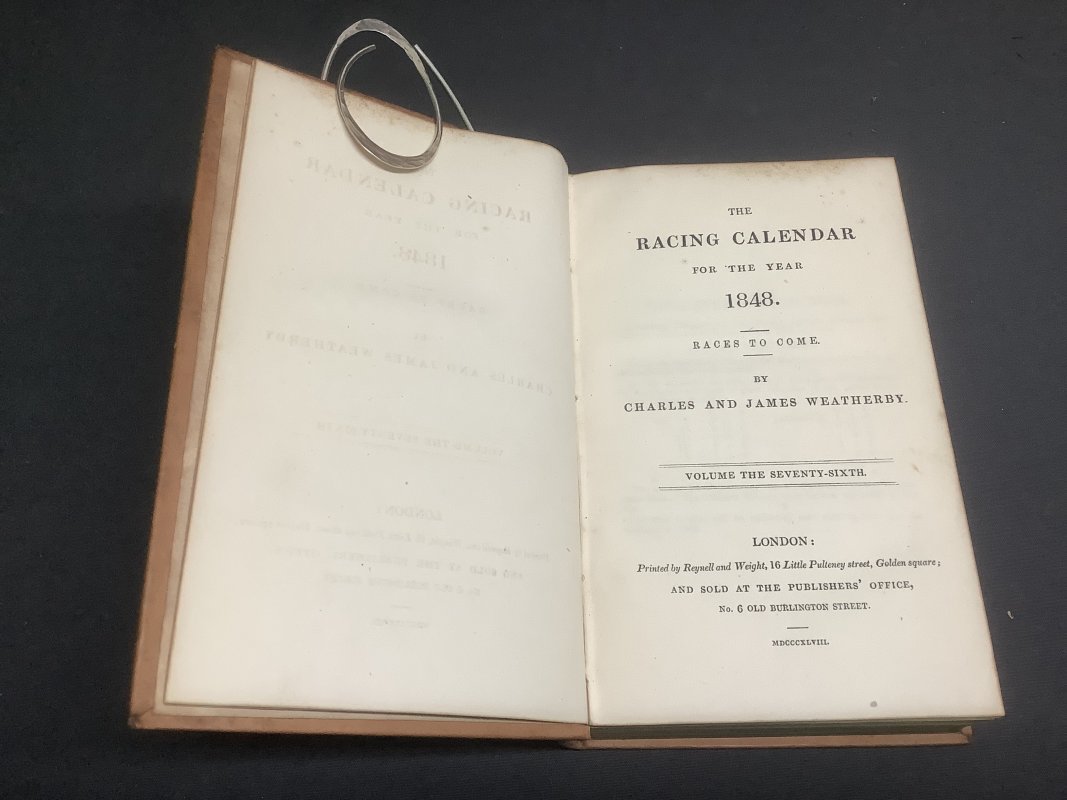 THE
RACING CALENDAR
FOR THE YEAR
1848.
RACES TO COME.
BY
CHARLES AND JAMES WEATHERBY.
VOLUME THE SEVENTY-SIXTH.
LONDON:
Printed by Reynell and Weight, 16 Little Pulteney street, Golden square;
AND SOLD AT THE PUBLISHERS' OFFICE,
No. 6 OLD BURLINGTON STREET.
MDCCCXLVIII.